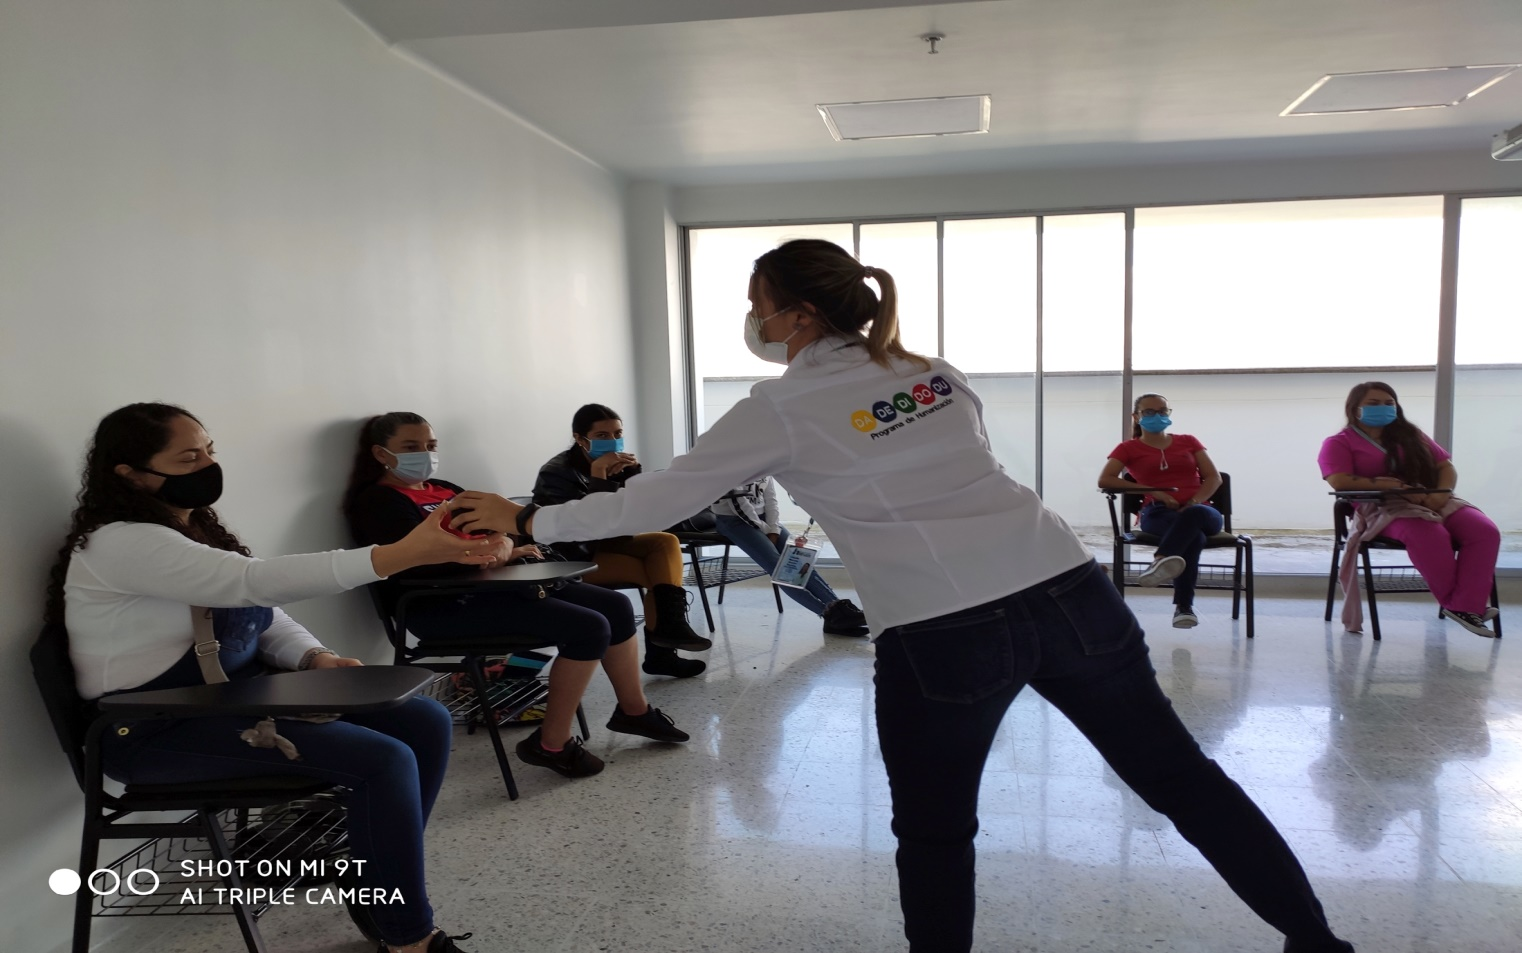 DA DE DI DO DU
Programa de Humanización
SHOT ON MI 9T
AI TRIPLE CAMERA